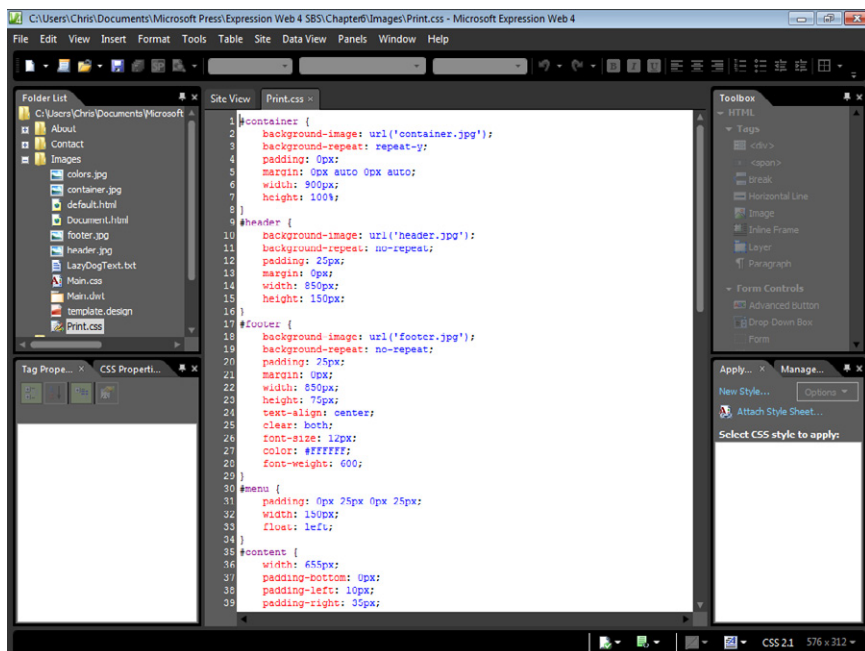 C:\Users\Chris\Documents\Microsoft Press\Expression Web 4 SBS\Chapter6\Images\Print.css - Microsoft Expression Web 4
File Edit View Insert Format Tools Table Site Data View Panels Window Help
Folder List
C:\Users\Chris\Documents\Microsoft
About
Contact
Images
colors.jpg
container.jpg
default.html
Document.html
footer.jpg
header.jpg
LazyDogText.txt
Main.css
Main.dwt
template.design
Print.css
Tag Prope... × CSS Properti...
Site View Print.css ×
1 #container {
2 background-image: url('container.jpg');
3 background-repeat: repeat-y;
4 padding: 0px;
5 margin: 0px auto 0px auto;
6 width: 900px;
7 height: 100%;
8 }
9 #header {
10 background-image: url('header.jpg');
11 background-repeat: no-repeat;
12 padding: 25px;
13 margin: 0px;
14 width: 850px;
15 height: 150px;
16 }
17 #footer {
18 background-image: url('footer.jpg');
19 background-repeat: no-repeat;
20 padding: 25px;
21 margin: 0px;
22 width: 850px;
23 height: 75px;
24 text-align: center;
25 clear: both;
26 font-size: 12px;
27 color: #FFFFFF;
28 font-weight: 600;
29 }
30 #menu {
31 padding: 0px 25px 0px 25px;
32 width: 150px;
33 float: left;
34 }
35 #content {
36 width: 655px;
37 padding-bottom: 0px;
38 padding-left: 10px;
39 padding-right: 35px;
Toolbox
HTML
Tags
<div>
<span>
Break
Horizontal Line
Image
Inline Frame
Layer
Paragraph
Form Controls
Advanced Button
Drop-Down Box
Form
Apply... × Manage...
New Style... Options
Attach Style Sheet...
Select CSS style to apply:
CSS 2.1 576 x 312